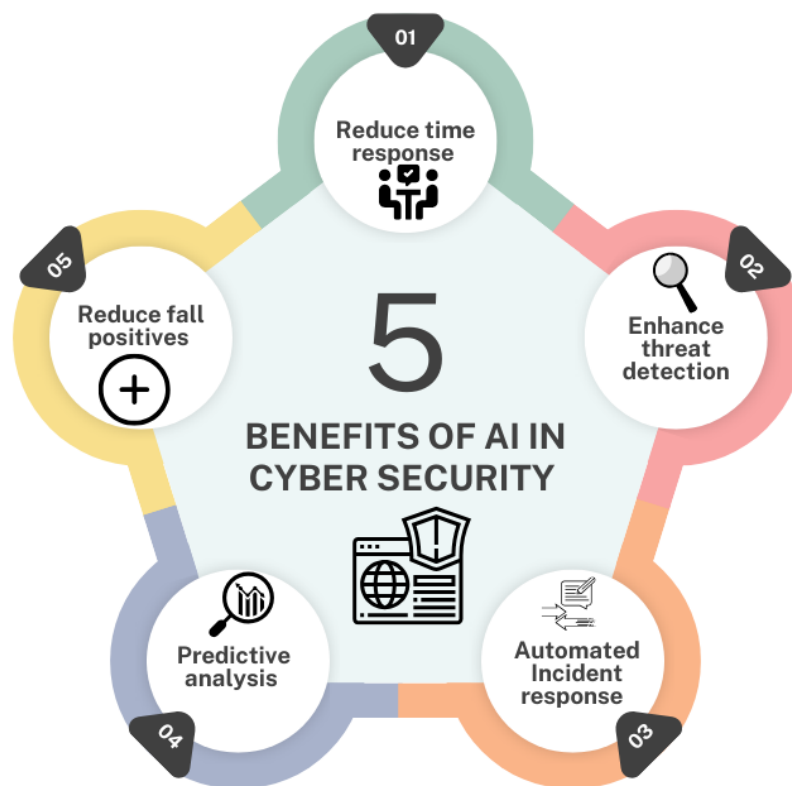 01
Reduce time
response
02
Enhance
threat
detection
03
Automated
Incident
response
04
Predictive
analysis
05
Reduce fall
positives
5
BENEFITS OF AI IN
CYBER SECURITY